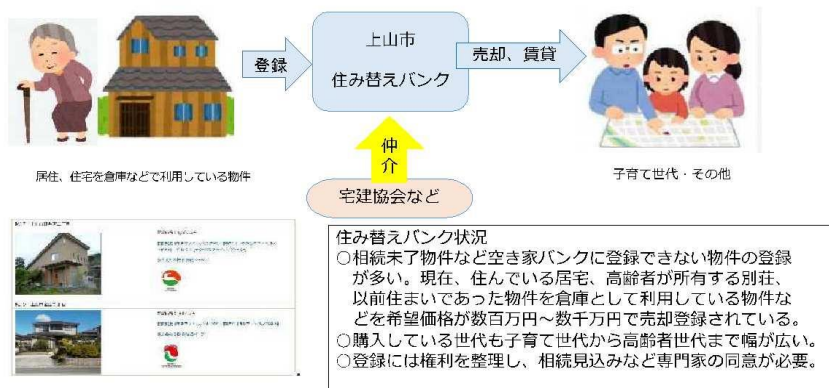 登録
上山市
住み替えバンク
売却、賃貸
仲
介
宅建協会など
居住、住宅を倉庫などで利用している物件
子育て世代・その他
住み替えバンク状況
○相続未了物件など空き家バンクに登録できない物件の登録
が多い。現在、住んでいる居宅、高齢者が所有する別荘、
以前住まいであった物件を倉庫として利用している物件な
どを希望価格が数百万円～数千万円で売却登録されている。
○購入している世代も子育て世代から高齢者世代まで幅が広い。
○登録には権利を整理し、相続見込みなど専門家の同意が必要。